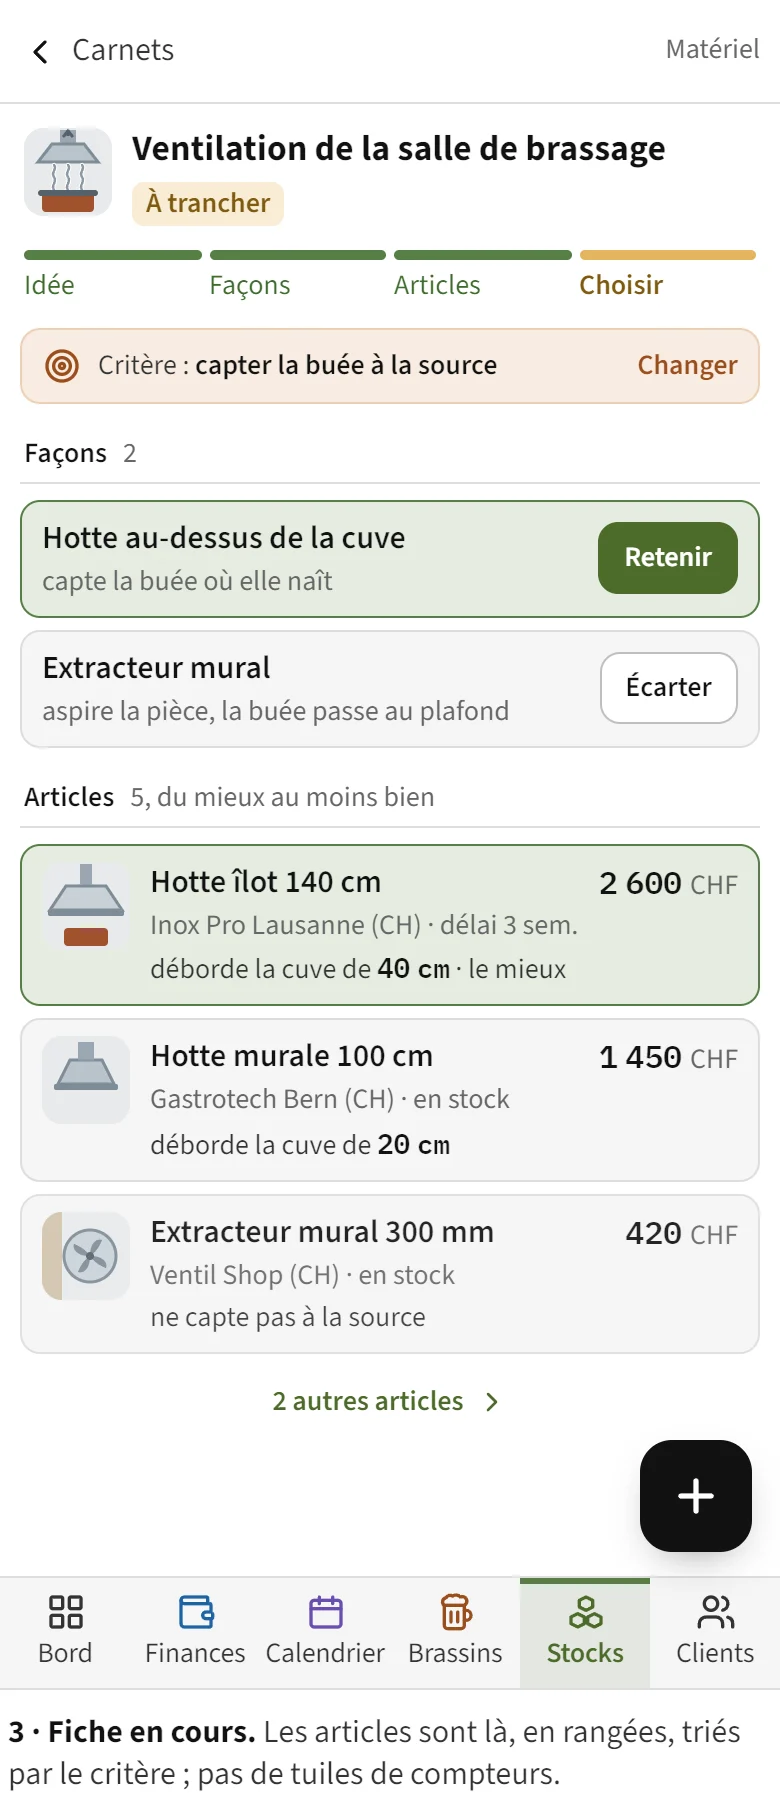 Carnets
Matériel
Ventilation de la salle de brassage
À trancher
Idée
Façons
Articles
Choisir
Critère : capter la buée à la source
Changer
Façons 2
Hotte au-dessus de la cuve
capte la buée où elle naît
Retenir
Extracteur mural
aspire la pièce, la buée passe au plafond
Écarter
Articles 5, du mieux au moins bien
Hotte îlot 140 cm
2 600 CHF
Inox Pro Lausanne (CH) · délai 3 sem.
déborde la cuve de 40 cm · le mieux
Hotte murale 100 cm
1 450 CHF
Gastrotech Bern (CH) · en stock
déborde la cuve de 20 cm
Extracteur mural 300 mm
420 CHF
Ventil Shop (CH) · en stock
ne capte pas à la source
2 autres articles
Bord
Finances
Calendrier
Brassins
Stocks
Clients
3 · Fiche en cours. Les articles sont là, en rangées, triés
par le critère ; pas de tuiles de compteurs.